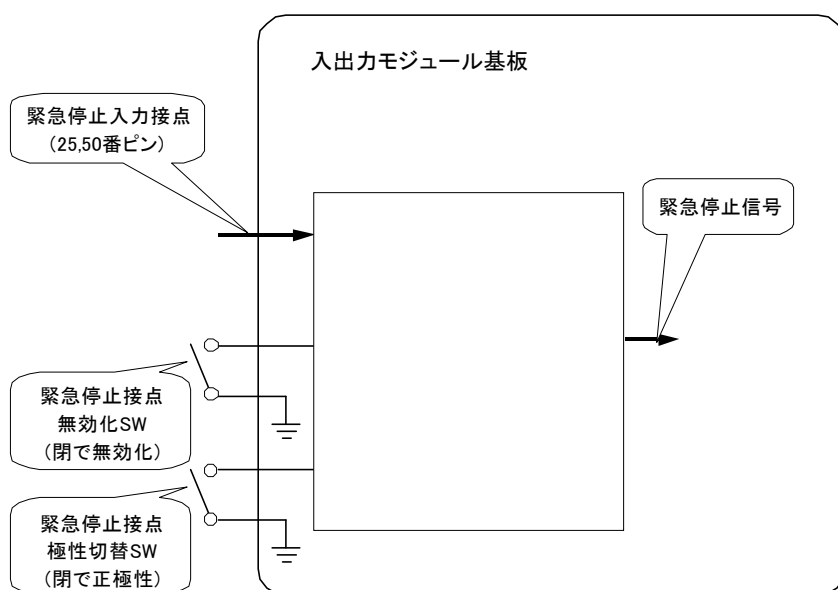 入出力モジュール基板
緊急停止入力接点
(25,50番ピン)
緊急停止信号
緊急停止接点
無効化SW
(閉で無効化)
緊急停止接点
極性切替SW
(閉で正極性)